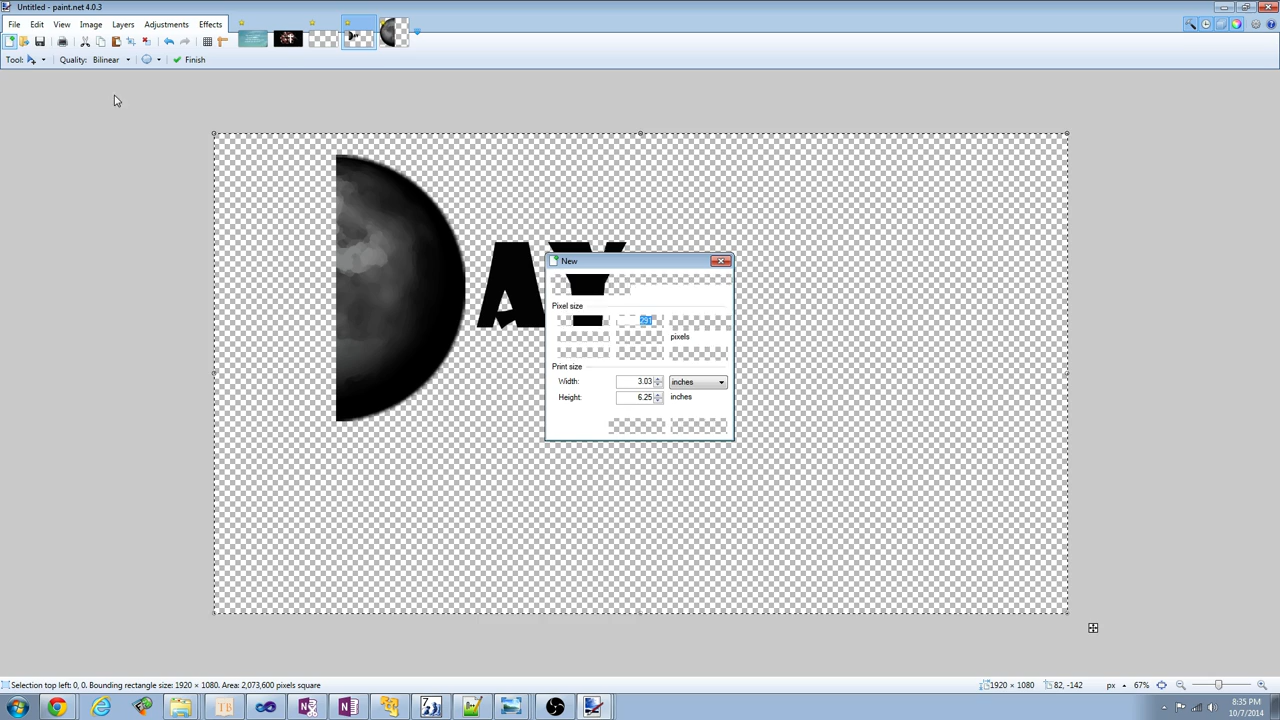 Untitled - paint.net 4.0.3
File Edit View Image Layers Adjustments Effects
Tool: Quality: Bilinear Finish
AY
New
Pixel size
291
pixels
Print size
Width: 3.03 inches
Height: 6.25 inches
Selection top left: 0, 0. Bounding rectangle size: 1920 × 1080. Area: 2,073,600 pixels square
1920 × 1080 82, -142 px 67%
TB
8:35 PM
10/7/2014